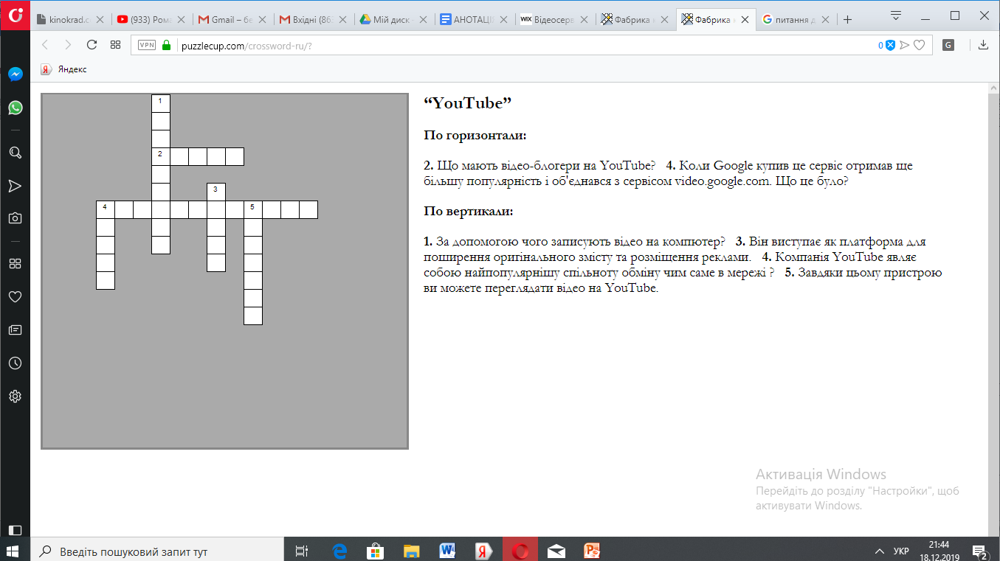 kinokrad.c
(933) Рома
Gmail – бе
Вхідні (86
Мій диск
АНОТАЦІ
WIX Відеосерв
Фабрика к
Фабрика к
питання д
VPN puzzlecup.com/crossword-ru/? 0
Яндекс
“YouTube”
По горизонтали:
2. Що мають відео-блогери на YouTube? 4. Коли Google купив це сервіс отримав ще
більшу популярність і об'єднався з сервісом video.google.com. Що це було?
По вертикали:
1. За допомогою чого записують відео на компютер? 3. Він виступає як платформа для
поширення оригінального змісту та розміщення реклами. 4. Компанія YouTube являє
собою найпопулярнішу спільноту обміну чим саме в мережі ? 5. Завдяки цьому пристрою
ви можете переглядати відео на YouTube.
1
2
3
4 5
Активація Windows
Перейдіть до розділу "Настройки", щоб
активувати Windows.
Введіть пошуковий запит тут
УКР
21:44
18.12.2019
2